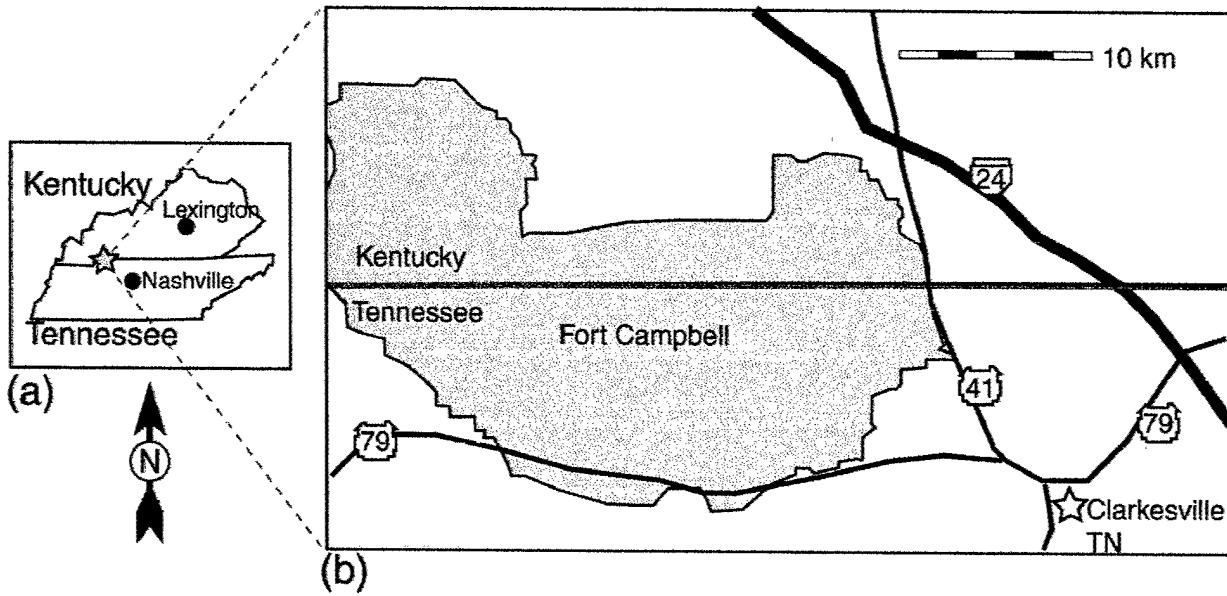 Kentucky
Lexington
Nashville
Tennessee
(a)
N
10 km
24
Kentucky
Tennessee
Fort Campbell
41
79
79
Clarkesville
TN
(b)